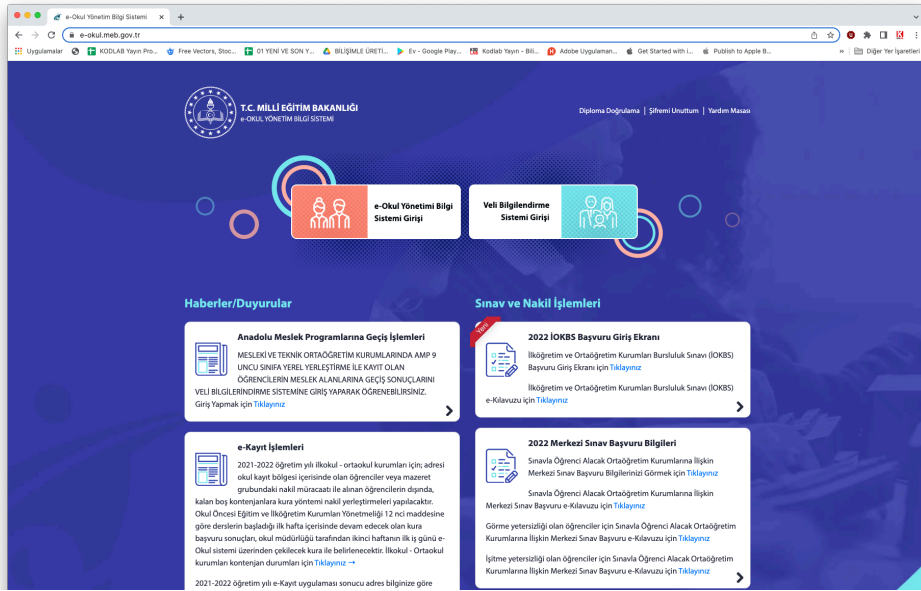 e-Okul Yönetim Bilgi Sistemi
e-okul.meb.gov.tr
Uygulamalar
KODLAB Yayın Pro...
Free Vectors, Stoc...
01 YENİ VE SON Y...
BİLİŞİMLE ÜRETİ...
Ev - Google Play...
Kodlab Yayın - Bili...
Adobe Uygulaman...
Get Started with i...
Publish to Apple B...
»
Diğer Yer İşaretleri
T.C. MİLLÎ EĞİTİM BAKANLIĞI
e-OKUL YÖNETİM BİLGİ SİSTEMİ
Diploma Doğrulama | Şifremi Unuttum | Yardım Masası
e-Okul Yönetimi Bilgi
Sistemi Girişi
Veli Bilgilendirme
Sistemi Girişi
Haberler/Duyurular
Anadolu Meslek Programlarına Geçiş İşlemleri
MESLEKİ VE TEKNİK ORTAÖĞRETİM KURUMLARINDA AMP 9
UNCU SINIFA YEREL YERLEŞTİRME İLE KAYIT OLAN
ÖĞRENCİLERİN MESLEK ALANLARINA GEÇİŞ SONUÇLARINI
VELİ BİLGİLERİNDİRME SİSTEMİNE GİRİŞ YAPARAK ÖĞRENEBİLİRSİNİZ.
Giriş Yapmak için Tıklayınız
e-Kayıt İşlemleri
2021-2022 öğretim yılı ilkokul - ortaokul kurumları için; adresi
okul kayıt bölgesi içerisinde olan öğrenciler veya mazeret
grubundaki nakil müracaatı ile alınan öğrencilerin dışında,
kalan boş kontenjanlara kura yöntemi nakil yerleştirmeleri yapılacaktır.
Okul Öncesi Eğitim ve İlköğretim Kurumları Yönetmeliği 12 nci maddesine
göre derslerin başladığı ilk hafta içerisinde devam edecek olan kura
başvuru sonuçları, okul müdürlüğü tarafından ikinci haftanın ilk iş günü e-
Okul sistemi üzerinden çekilecek kura ile belirlenecektir. İlkokul - Ortaokul
kurumları kontenjan durumları için Tıklayınız →
2021-2022 öğretim yılı e-Kayıt uygulaması sonucu adres bilginize göre
Sınav ve Nakil İşlemleri
Yeni
2022 İOKBS Başvuru Giriş Ekranı
İlköğretim ve Ortaöğretim Kurumları Bursluluk Sınavı (İOKBS)
Başvuru Giriş Ekranı için Tıklayınız
İlköğretim ve Ortaöğretim Kurumları Bursluluk Sınavı (İOKBS)
e-Kılavuzu için Tıklayınız
2022 Merkezi Sınav Başvuru Bilgileri
Sınavla Öğrenci Alacak Ortaöğretim Kurumlarına İlişkin
Merkezi Sınav Başvuru Bilgilerinizi Görmek için Tıklayınız
Sınavla Öğrenci Alacak Ortaöğretim Kurumlarına İlişkin
Merkezi Sınav Başvuru e-Kılavuzu için Tıklayınız
Görme yetersizliği olan öğrenciler için Sınavla Öğrenci Alacak Ortaöğretim
Kurumlarına İlişkin Merkezi Sınav Başvuru e-Kılavuzu için Tıklayınız
İşitme yetersizliği olan öğrenciler için Sınavla Öğrenci Alacak Ortaöğretim
Kurumlarına İlişkin Merkezi Sınav Başvuru e-Kılavuzu için Tıklayınız